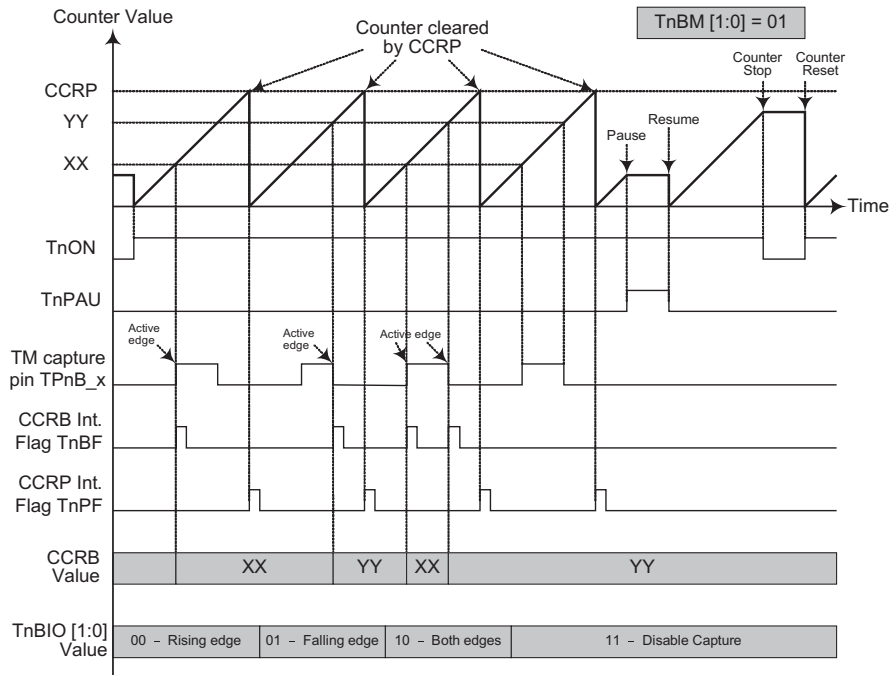 Counter Value
TnBM [1:0] = 01
Counter cleared
by CCRP
Counter
Stop
Counter
Reset
CCRP
YY
XX
Pause
Resume
Time
TnON
TnPAU
Active
edge
Active
edge
Active edge
TM capture
pin TPnB_x
CCRB Int.
Flag TnBF
CCRP Int.
Flag TnPF
CCRB
Value
XX
YY
XX
YY
TnBIO [1:0]
Value
00 – Rising edge
01 – Falling edge
10 – Both edges
11 – Disable Capture